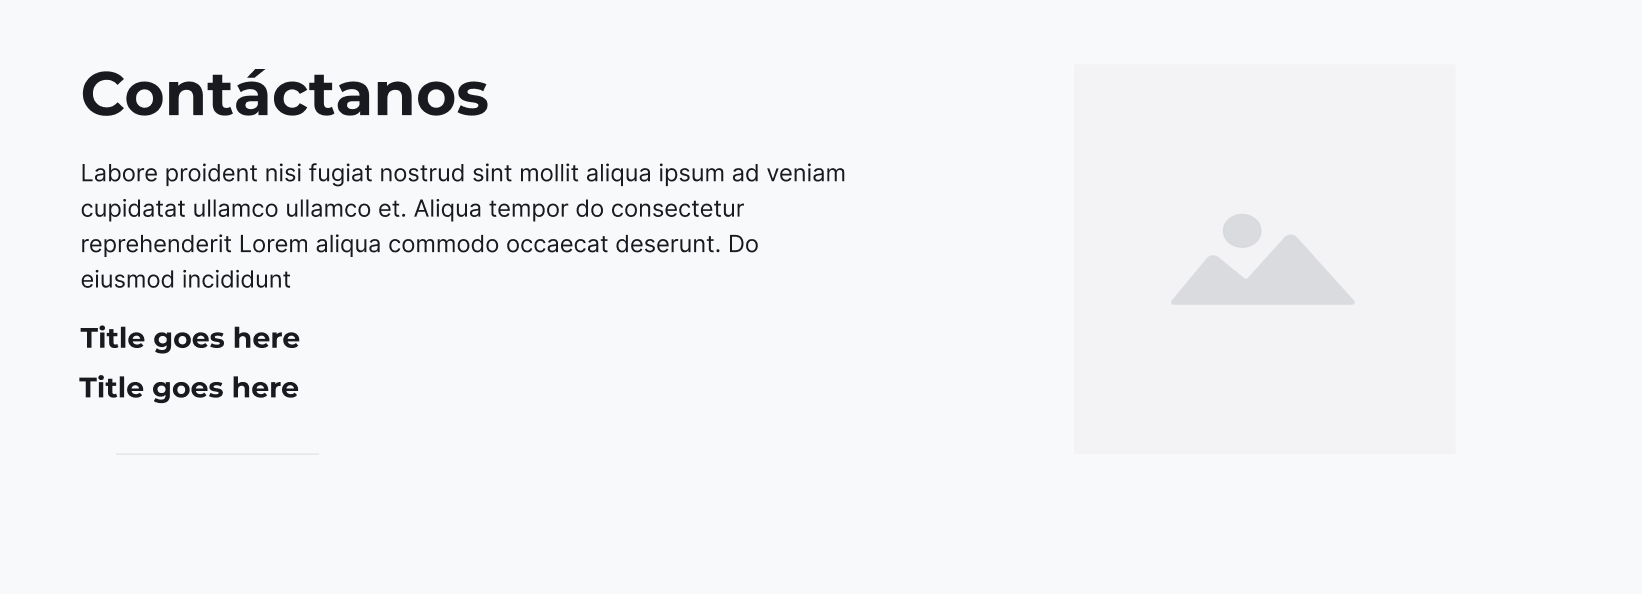 Contáctanos
Labore proident nisi fugiat nostrud sint mollit aliqua ipsum ad veniam
cupidatat ullamco ullamco et. Aliqua tempor do consectetur
reprehenderit Lorem aliqua commodo occaecat deserunt. Do
eiusmod incididunt
Title goes here
Title goes here